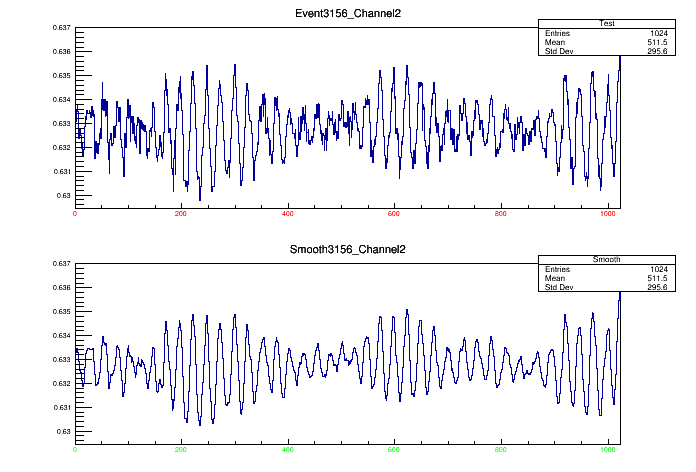 Event3156_Channel2
Test
Entries 1024
Mean 511.5
Std Dev 295.6
0.637
0.636
0.635
0.634
0.633
0.632
0.631
0.63
0 200 400 600 800 1000
Smooth3156_Channel2
Smooth
Entries 1024
Mean 511.5
Std Dev 295.6
0.637
0.636
0.635
0.634
0.633
0.632
0.631
0.63
0 200 400 600 800 1000